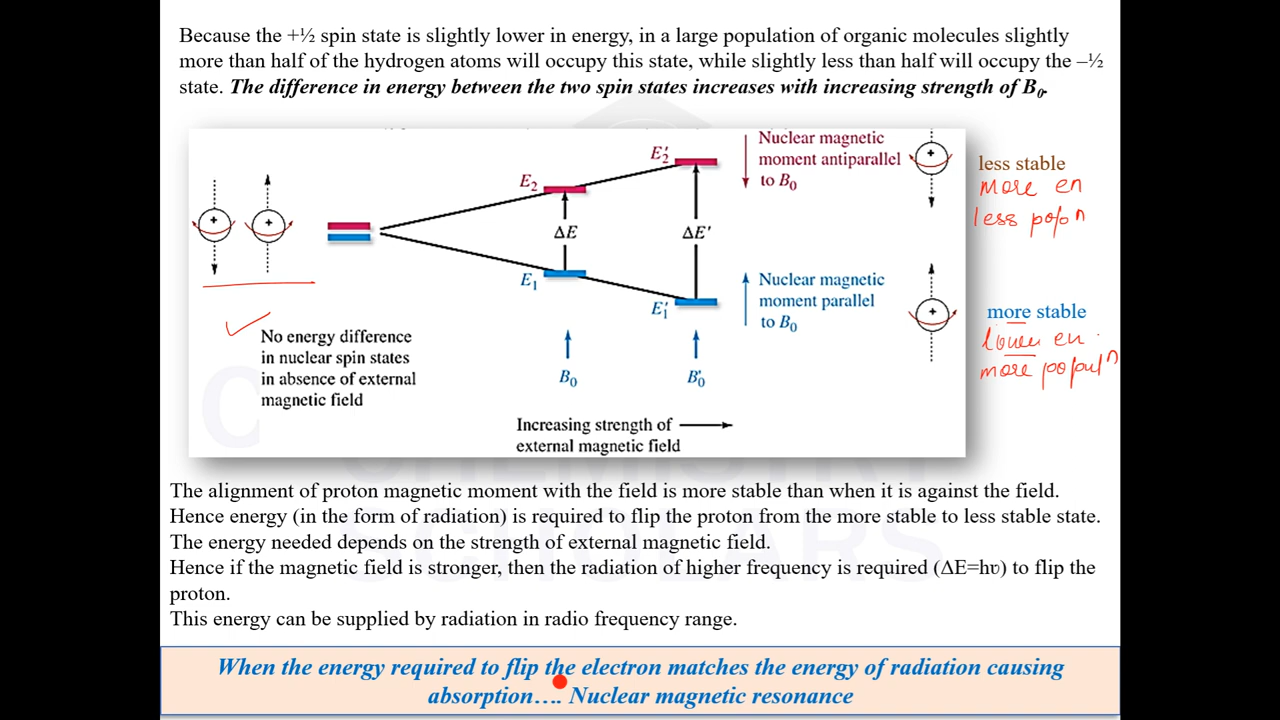 Because the +½ spin state is slightly lower in energy, in a large population of organic molecules slightly
more than half of the hydrogen atoms will occupy this state, while slightly less than half will occupy the –½
state. The difference in energy between the two spin states increases with increasing strength of B₀.
E₂′
Nuclear magnetic
moment antiparallel
to B₀
less stable
more en
less popⁿ
E₂
+
+
+
ΔE
ΔE'
E₁
E₁′
Nuclear magnetic
moment parallel
to B₀
+
more stable
lower en
more populⁿ
No energy difference
in nuclear spin states
in absence of external
magnetic field
B₀
B₀′
Increasing strength of
external magnetic field
C
CHEMISTRY
SCHOLARS
The alignment of proton magnetic moment with the field is more stable than when it is against the field.
Hence energy (in the form of radiation) is required to flip the proton from the more stable to less stable state.
The energy needed depends on the strength of external magnetic field.
Hence if the magnetic field is stronger, then the radiation of higher frequency is required (ΔE=hʋ) to flip the
proton.
This energy can be supplied by radiation in radio frequency range.
When the energy required to flip the electron matches the energy of radiation causing
absorption…. Nuclear magnetic resonance